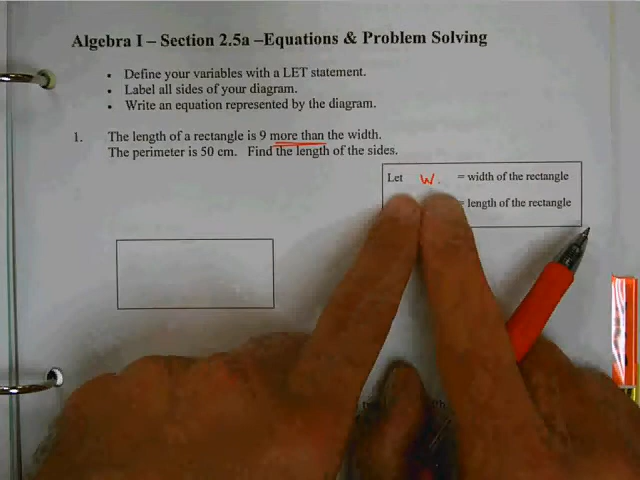 Algebra I – Section 2.5a –Equations & Problem Solving
• Define your variables with a LET statement.
• Label all sides of your diagram.
• Write an equation represented by the diagram.
1. The length of a rectangle is 9 more than the width.
The perimeter is 50 cm. Find the length of the sides.
Let W. = width of the rectangle
= length of the rectangle